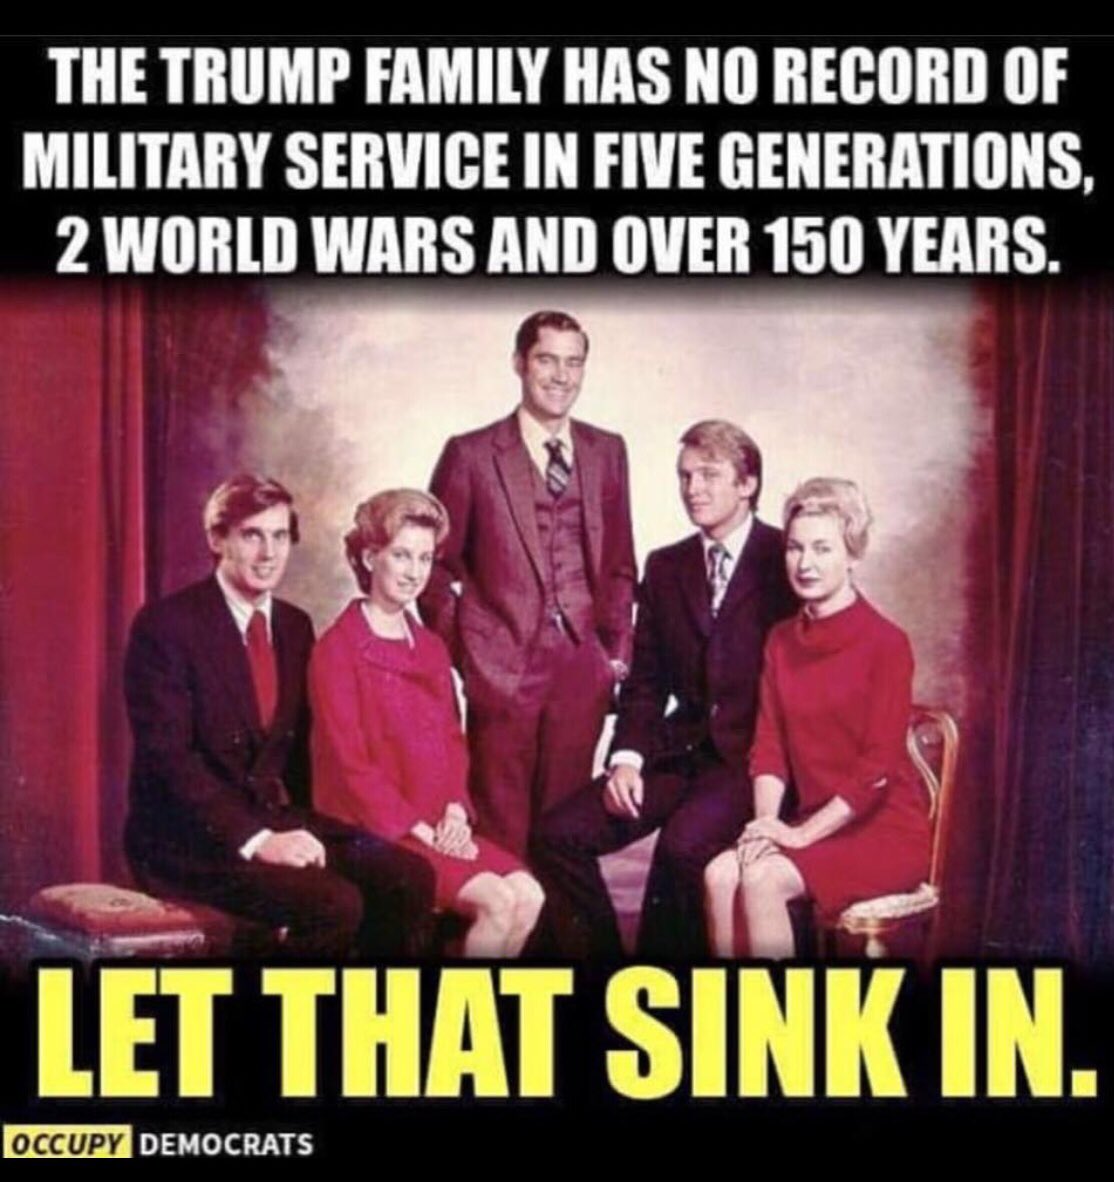 THE TRUMP FAMILY HAS NO RECORD OF
MILITARY SERVICE IN FIVE GENERATIONS,
2 WORLD WARS AND OVER 150 YEARS.
LET THAT SINK IN.
OCCUPY DEMOCRATS